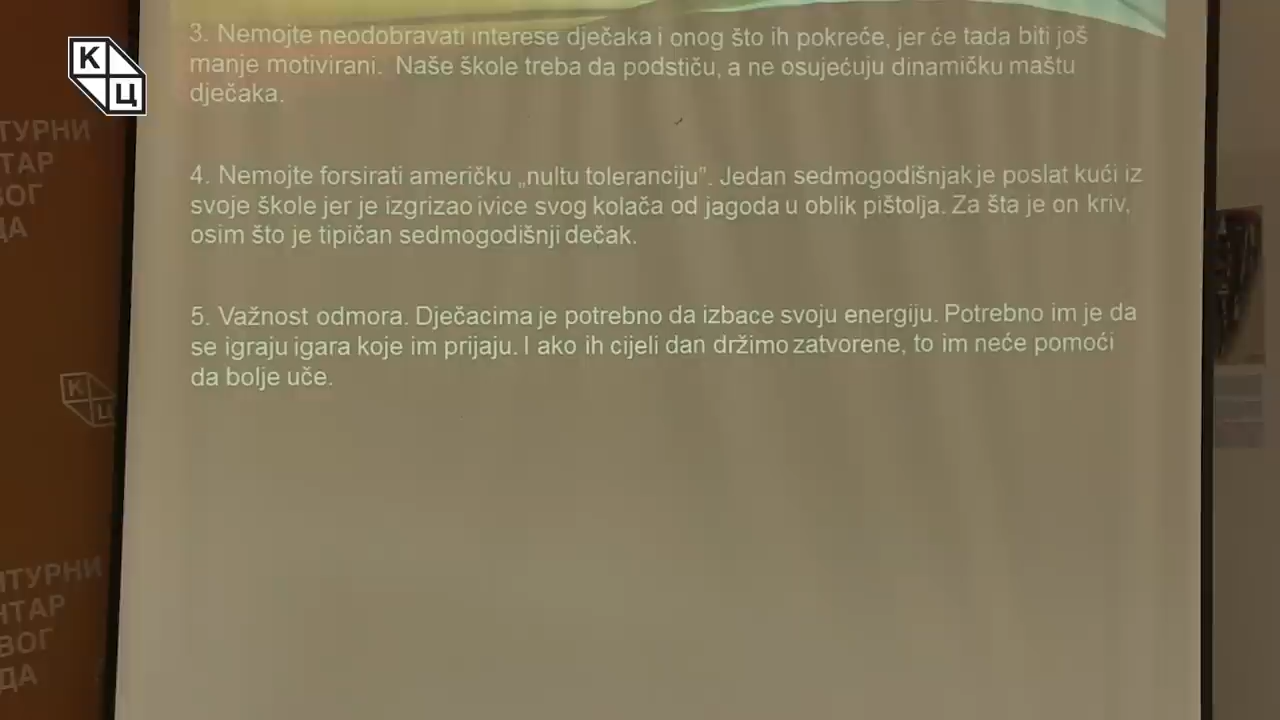 К
Ц
3. Nemojte neodobravati interese dječaka i onog što ih pokreće, jer će tada biti još
manje motivirani. Naše škole treba da podstiču, a ne osujećuju dinamičku maštu
dječaka.
4. Nemojte forsirati američku „nultu toleranciju". Jedan sedmogodišnjak je poslat kući iz
svoje škole jer je izgrizao ivice svog kolača od jagoda u oblik pištolja. Za šta je on kriv,
osim što je tipičan sedmogodišnji dečak.
5. Važnost odmora. Dječacima je potrebno da izbace svoju energiju. Potrebno im je da
se igraju igara koje im prijaju. I ako ih cijeli dan držimo zatvorene, to im neće pomoći
da bolje uče.
ТУРНИ
ТАР
ВОГ
ДА
К
Ц
ТУРНИ
НТАР
ВОГ
ДА